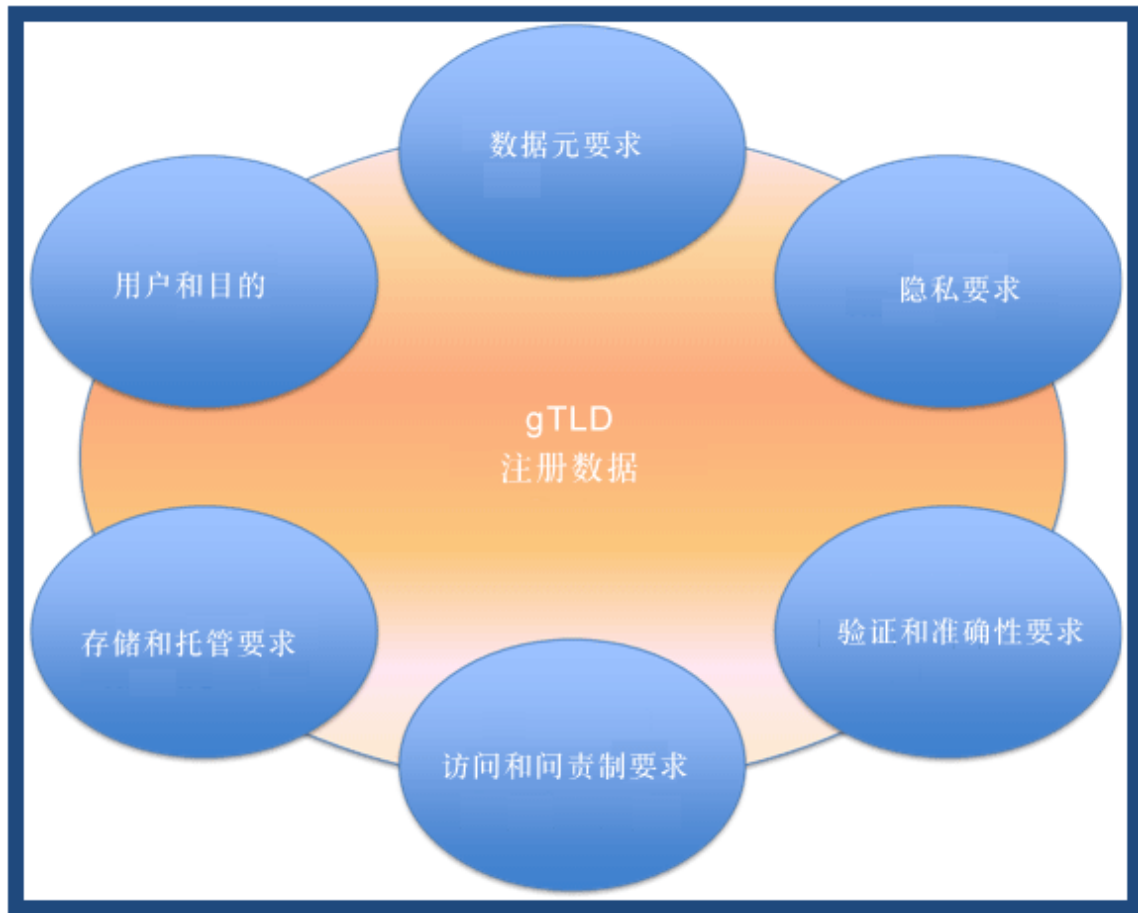 数据元要求
用户和目的
隐私要求
gTLD
注册数据
存储和托管要求
验证和准确性要求
访问和问责制要求